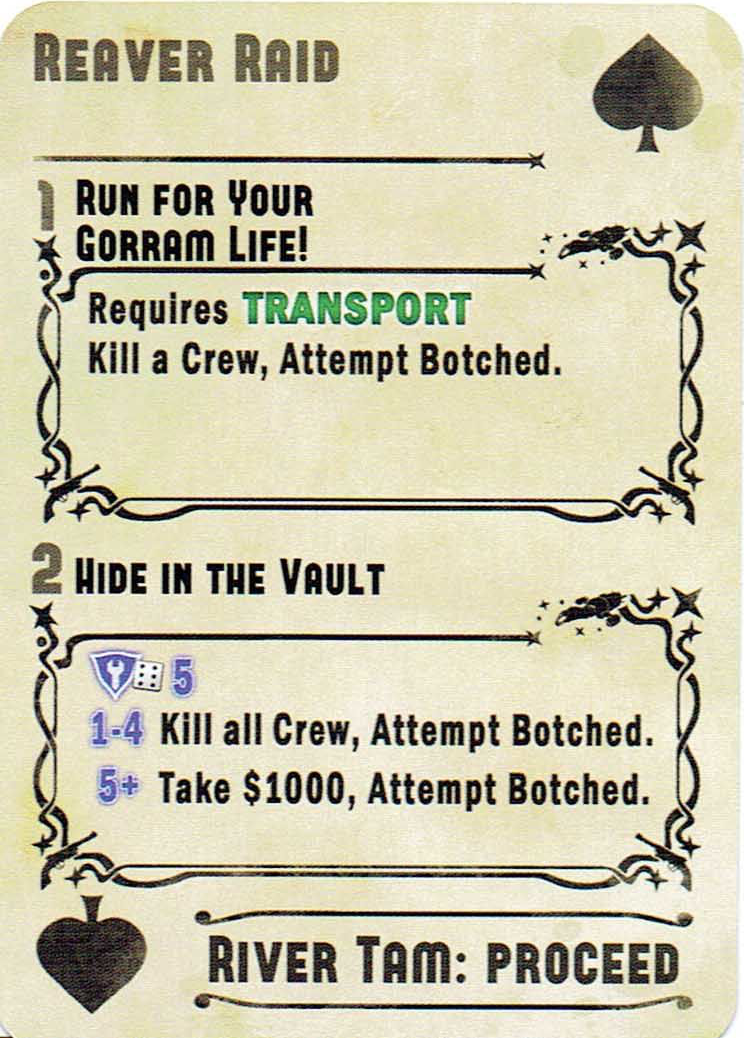 REAVER RAID
1 RUN FOR YOUR
GORRAM LIFE!
Requires TRANSPORT
Kill a Crew, Attempt Botched.
2 HIDE IN THE VAULT
5
1-4 Kill all Crew, Attempt Botched.
5+ Take $1000, Attempt Botched.
RIVER TAM: PROCEED